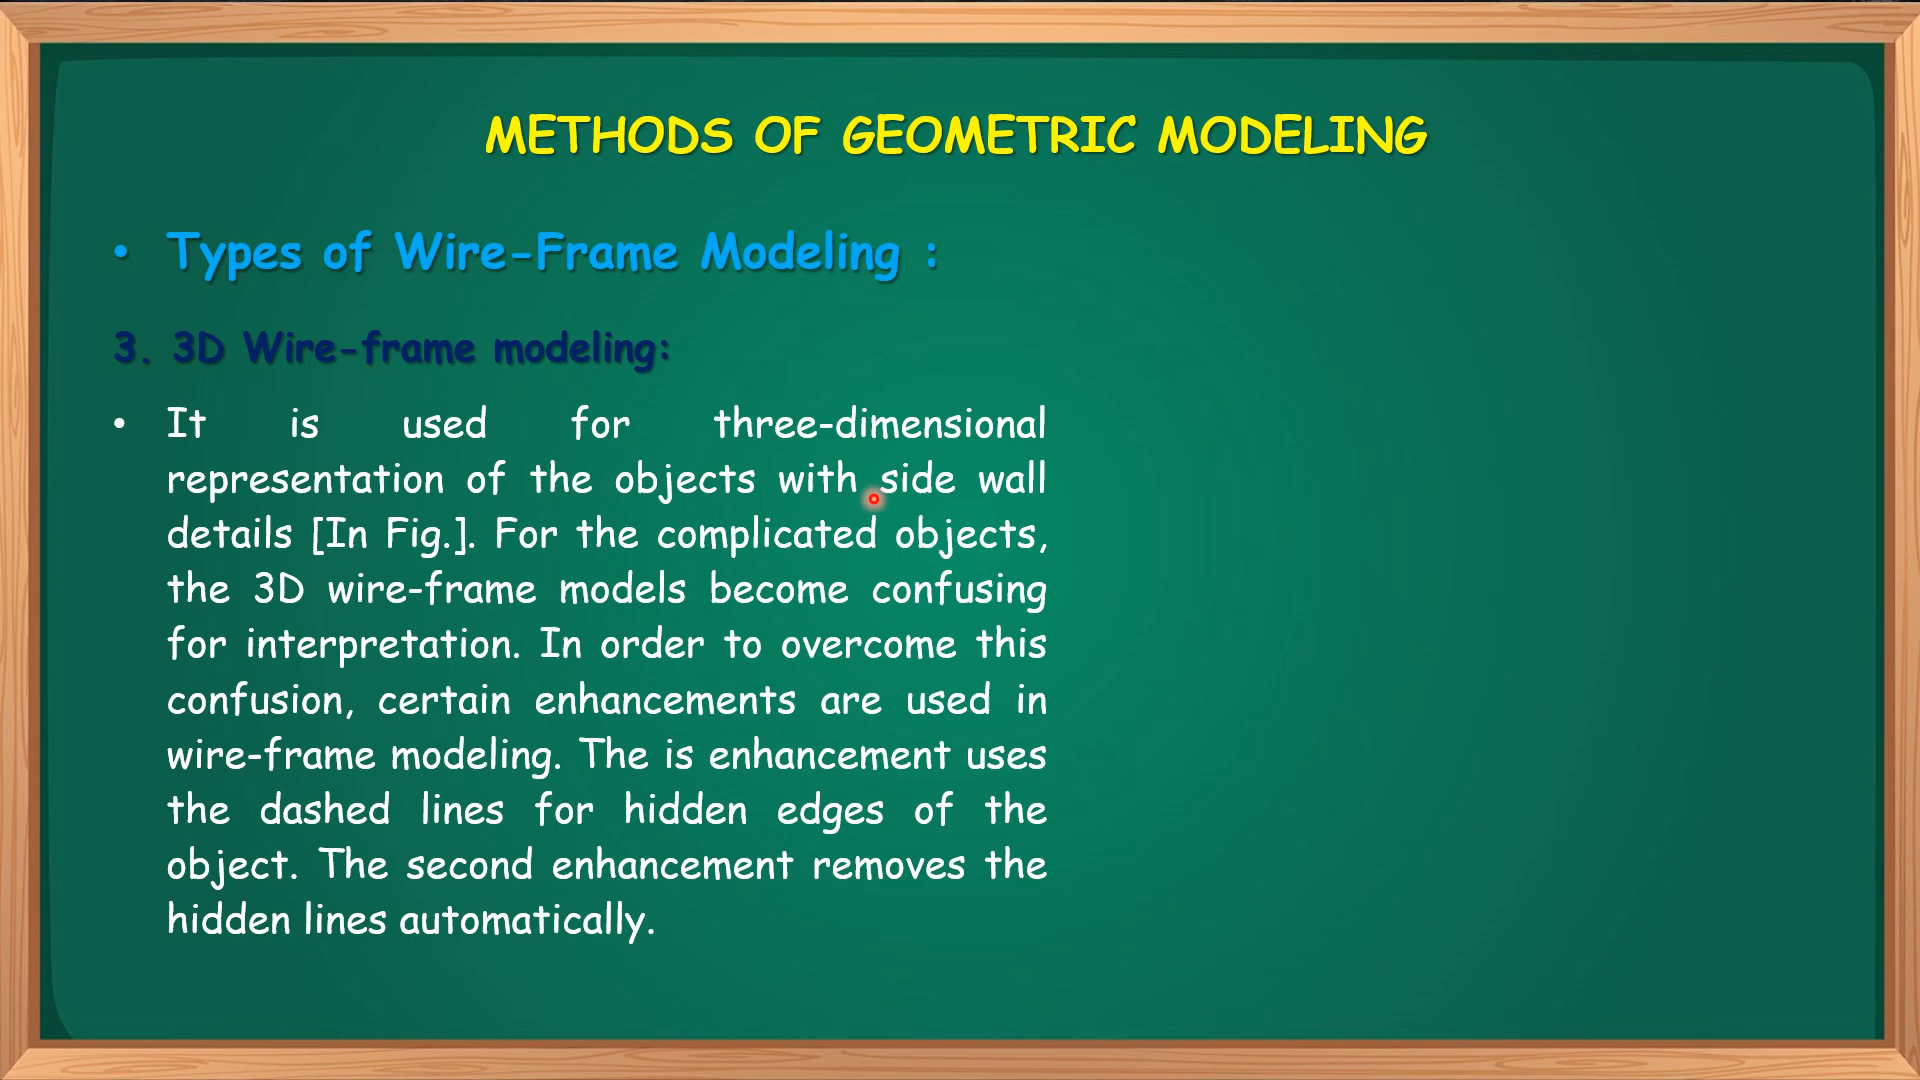 METHODS OF GEOMETRIC MODELING
• Types of Wire-Frame Modeling :
3. 3D Wire-frame modeling:
• It is used for three-dimensional
representation of the objects with side wall
details [In Fig.]. For the complicated objects,
the 3D wire-frame models become confusing
for interpretation. In order to overcome this
confusion, certain enhancements are used in
wire-frame modeling. The is enhancement uses
the dashed lines for hidden edges of the
object. The second enhancement removes the
hidden lines automatically.